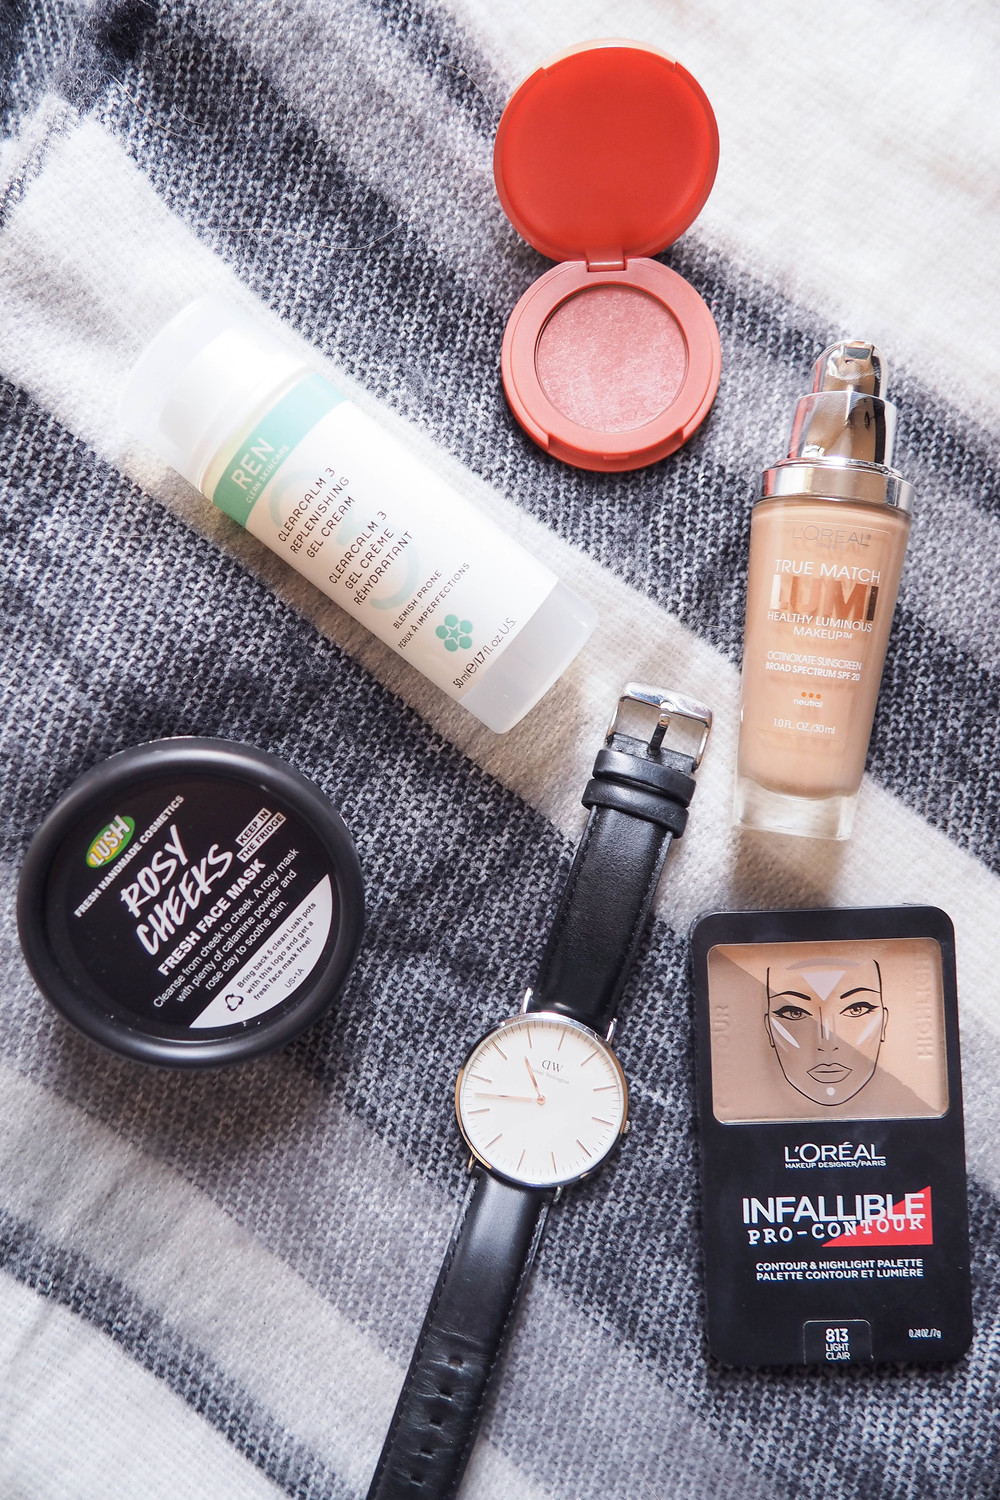 REN
CLEAN SKINCARE
CLEARCALM 3
REPLENISHING
GEL CREAM
CLEARCALM 3
GEL CRÈME
RÉHYDRATANT
BLEMISH PRONE
PEAUX À IMPERFECTIONS
50ml e/1.7 fl. oz. U.S.
L'ORÉAL
TRUE MATCH
LUMI
HEALTHY LUMINOUS
MAKEUP™
OCTINOXATE SUNSCREEN
BROAD SPECTRUM SPF 20
neutral
1.0 FL. OZ./30ml
LUSH
FRESH HANDMADE COSMETICS
ROSY
CHEEKS
KEEP IN
THE FRIDGE
FRESH FACE MASK
Cleanse from cheek to cheek. A rosy mask
with plenty of calamine powder and
rose clay to soothe skin.
Bring back 5 clean Lush pots
with this logo and get a
fresh face mask free!
US•1A
DW
Daniel Wellington
OUR
HIGHLIGHT
L'ORÉAL
MAKEUP DESIGNER/PARIS
INFALLIBLE
PRO-CONTOUR
CONTOUR & HIGHLIGHT PALETTE
PALETTE CONTOUR ET LUMIÈRE
813
LIGHT
CLAIR
0.24 OZ./7g